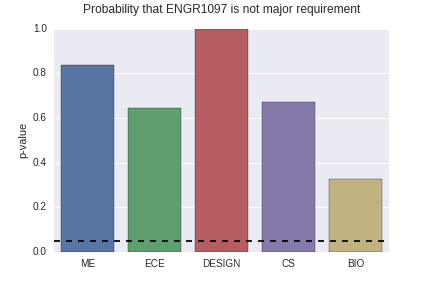 Probability that ENGR1097 is not major requirement
1.0
0.8
0.6
0.4
0.2
0.0
p-value
ME ECE DESIGN CS BIO